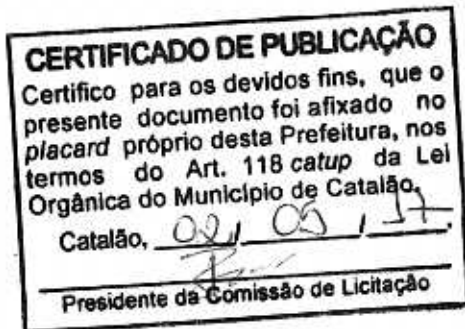 CERTIFICADO DE PUBLICAÇÃO
Certifico para os devidos fins, que o
presente documento foi afixado no
placard próprio desta Prefeitura, nos
termos do Art. 118 catup da Lei
Orgânica do Município de Catalão.
Catalão, 02 / 05 / 17.
Presidente da Comissão de Licitação